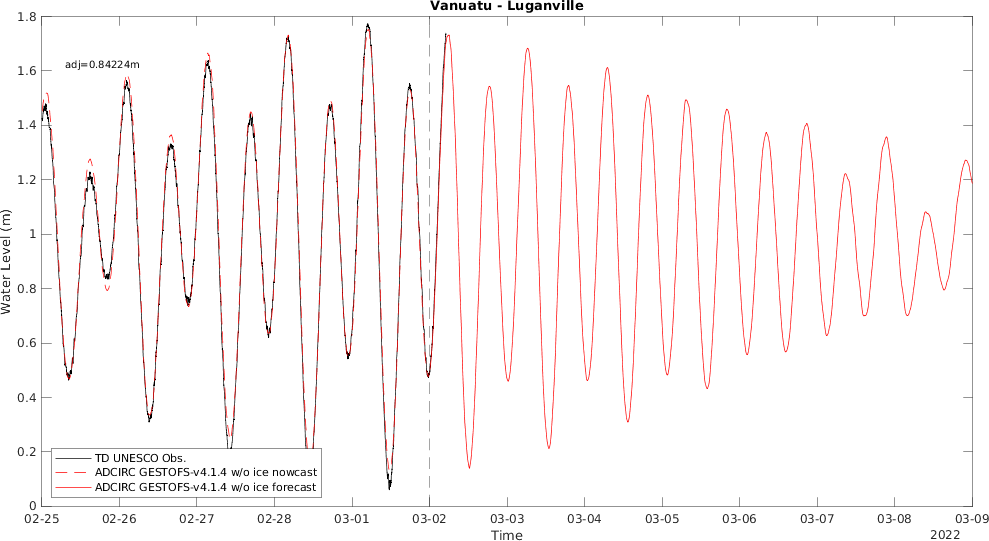 Vanuatu - Luganville
1.8
1.6
1.4
1.2
1
0.8
0.6
0.4
0.2
0
Water Level (m)
adj=0.84224m
TD UNESCO Obs.
ADCIRC GESTOFS-v4.1.4 w/o ice nowcast
ADCIRC GESTOFS-v4.1.4 w/o ice forecast
02-25 02-26 02-27 02-28 03-01 03-02 03-03 03-04 03-05 03-06 03-07 03-08 03-09
Time
2022